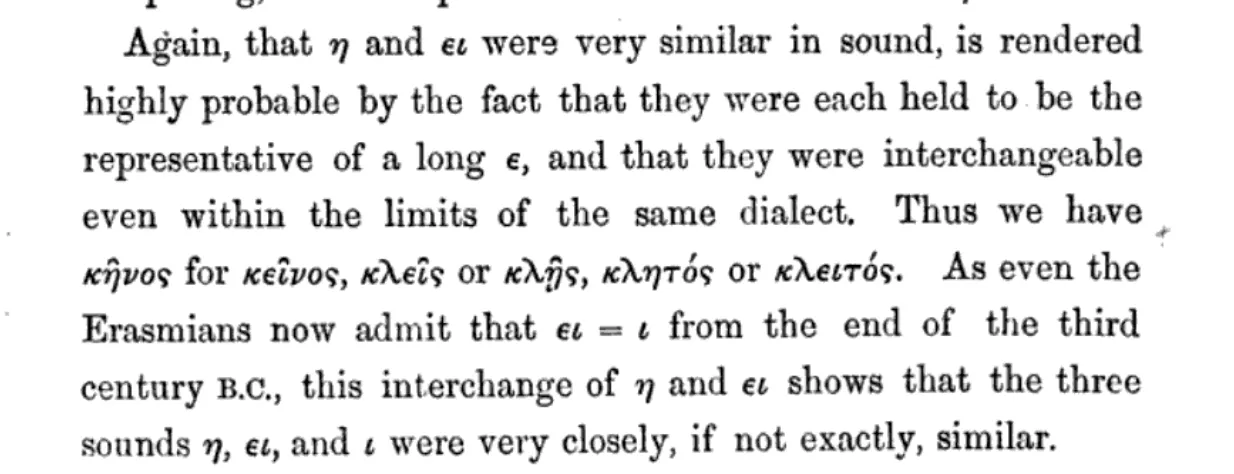 Again, that η and ει were very similar in sound, is rendered
highly probable by the fact that they were each held to be the
representative of a long ε, and that they were interchangeable
even within the limits of the same dialect. Thus we have
κῆνος for κεῖνος, κλεῖς or κλῇς, κλητός or κλειτός. As even the
Erasmians now admit that ει = ι from the end of the third
century B.C., this interchange of η and ει shows that the three
sounds η, ει, and ι were very closely, if not exactly, similar.